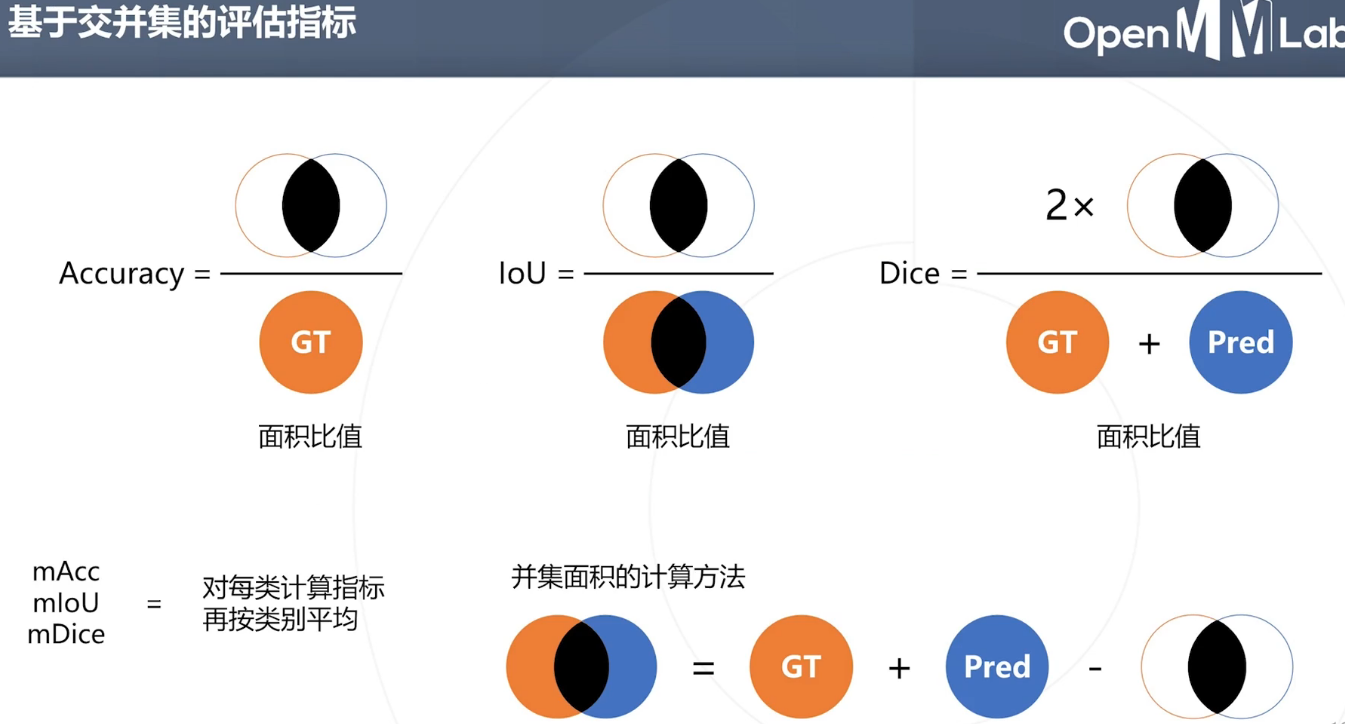 基于交并集的评估指标
OpenMMLab
Accuracy =
GT
面积比值
IoU =
面积比值
Dice =
2×
GT + Pred
面积比值
mAcc
mIoU
mDice
=
对每类计算指标
再按类别平均
并集面积的计算方法
= GT + Pred -